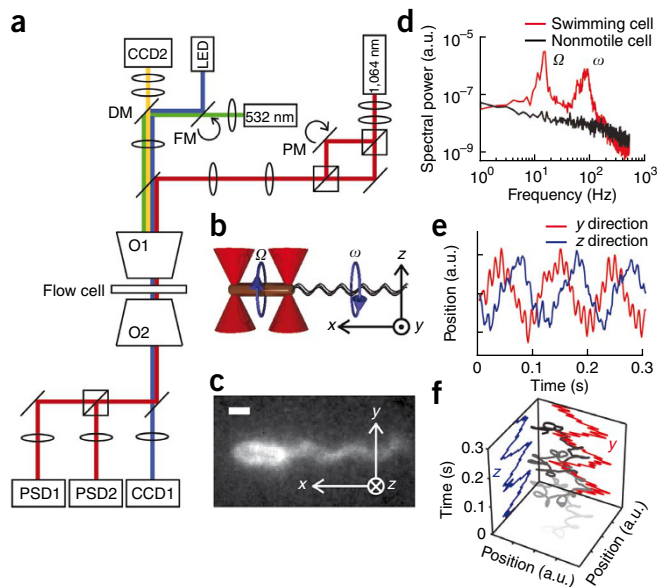 a
CCD2
LED
1,064 nm
DM
FM
532 nm
PM
O1
Flow cell
O2
PSD1
PSD2
CCD1
b
Ω
ω
z
x
y
c
y
x
z
d
Swimming cell
Nonmotile cell
10⁻⁵
10⁻⁷
10⁻⁹
Ω
ω
Spectral power (a.u.)
10⁰
10¹
10²
10³
Frequency (Hz)
e
y direction
z direction
Position (a.u.)
0
0.1
0.2
0.3
Time (s)
f
0.3
0.2
0.1
0
Time (s)
z
y
Position (a.u.)
Position (a.u.)